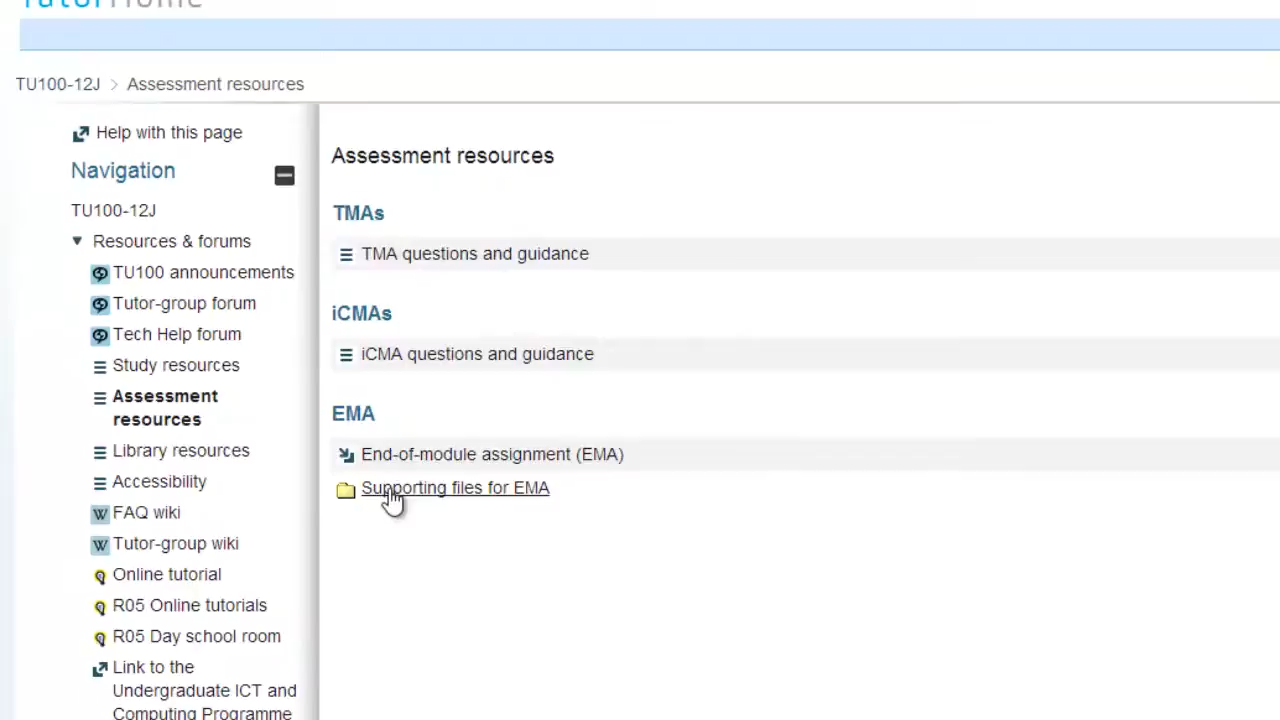 TutorHome
TU100-12J > Assessment resources
Help with this page
Navigation
TU100-12J
Resources & forums
TU100 announcements
Tutor-group forum
Tech Help forum
Study resources
Assessment
resources
Library resources
Accessibility
FAQ wiki
Tutor-group wiki
Online tutorial
R05 Online tutorials
R05 Day school room
Link to the
Undergraduate ICT and
Computing Programme
Assessment resources
TMAs
TMA questions and guidance
iCMAs
iCMA questions and guidance
EMA
End-of-module assignment (EMA)
Supporting files for EMA